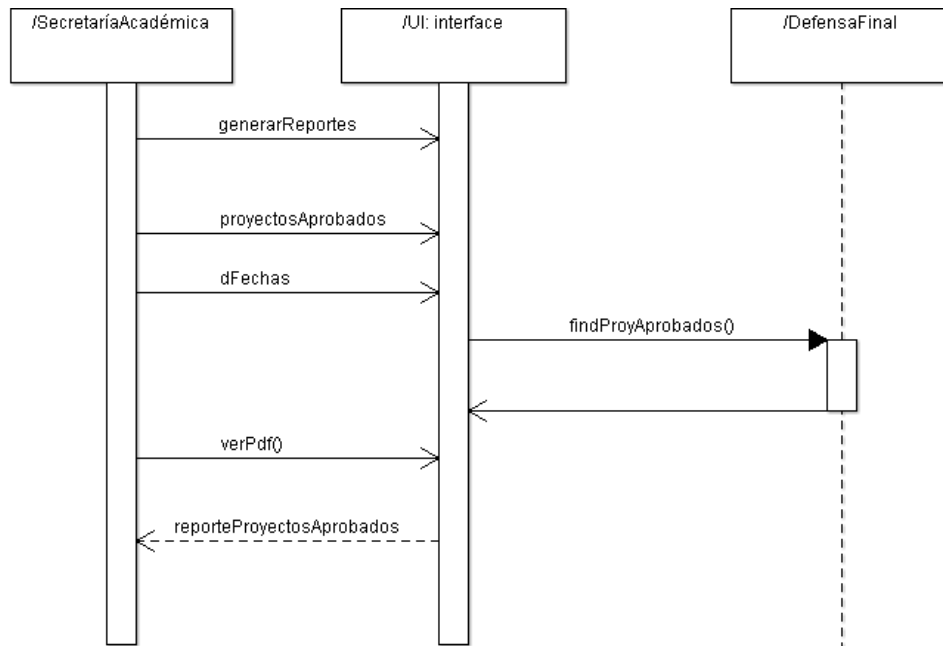 /SecretaríaAcadémica
/UI: interface
/DefensaFinal
generarReportes
proyectosAprobados
dFechas
findProyAprobados()
verPdf()
reporteProyectosAprobados